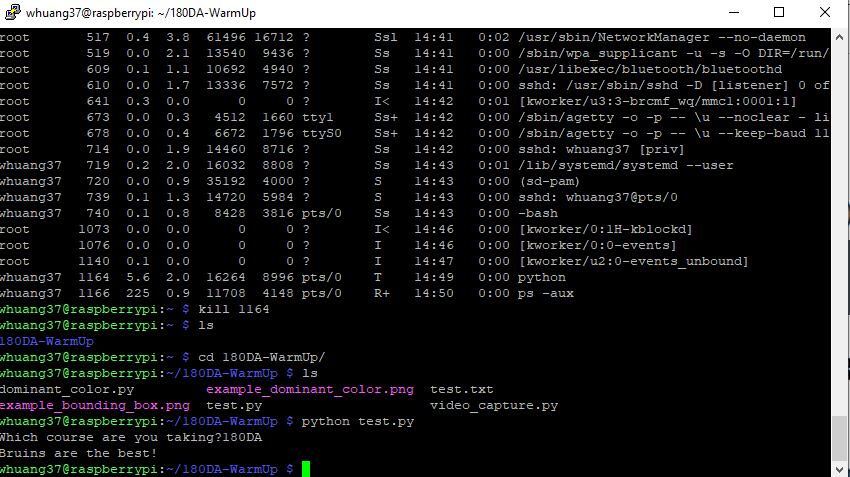 whuang37@raspberrypi: ~/180DA-WarmUp
root 517 0.4 3.8 61496 16712 ? Ssl 14:41 0:02 /usr/sbin/NetworkManager --no-daemon
root 519 0.0 2.1 13540 9436 ? Ss 14:41 0:00 /sbin/wpa_supplicant -u -s -O DIR=/run/
root 609 0.1 1.1 10692 4940 ? Ss 14:41 0:00 /usr/libexec/bluetooth/bluetoothd
root 610 0.0 1.7 13336 7572 ? Ss 14:41 0:00 sshd: /usr/sbin/sshd -D [listener] 0 of
root 641 0.3 0.0 0 0 ? I< 14:42 0:01 [kworker/u3:3-brcmf_wq/mmc1:0001:1]
root 673 0.0 0.3 4512 1660 tty1 Ss+ 14:42 0:00 /sbin/agetty -o -p -- \u --noclear - li
root 678 0.0 0.4 6672 1796 ttyS0 Ss+ 14:42 0:00 /sbin/agetty -o -p -- \u --keep-baud 11
root 714 0.0 1.9 14460 8716 ? Ss 14:42 0:00 sshd: whuang37 [priv]
whuang37 719 0.2 2.0 16032 8808 ? Ss 14:43 0:01 /lib/systemd/systemd --user
whuang37 720 0.0 0.9 35192 4000 ? S 14:43 0:00 (sd-pam)
whuang37 739 0.1 1.3 14720 5984 ? S 14:43 0:00 sshd: whuang37@pts/0
whuang37 740 0.1 0.8 8428 3816 pts/0 Ss 14:43 0:00 -bash
root 1073 0.0 0.0 0 0 ? I< 14:46 0:00 [kworker/0:1H-kblockd]
root 1076 0.0 0.0 0 0 ? I 14:46 0:00 [kworker/0:0-events]
root 1140 0.1 0.0 0 0 ? I 14:47 0:00 [kworker/u2:0-events_unbound]
whuang37 1164 5.6 2.0 16264 8996 pts/0 T 14:49 0:00 python
whuang37 1166 225 0.9 11708 4148 pts/0 R+ 14:50 0:00 ps -aux
whuang37@raspberrypi:~ $ kill 1164
whuang37@raspberrypi:~ $ ls
180DA-WarmUp
whuang37@raspberrypi:~ $ cd 180DA-WarmUp/
whuang37@raspberrypi:~/180DA-WarmUp $ ls
dominant_color.py example_dominant_color.png test.txt
example_bounding_box.png test.py video_capture.py
whuang37@raspberrypi:~/180DA-WarmUp $ python test.py
Which course are you taking?180DA
Bruins are the best!
whuang37@raspberrypi:~/180DA-WarmUp $